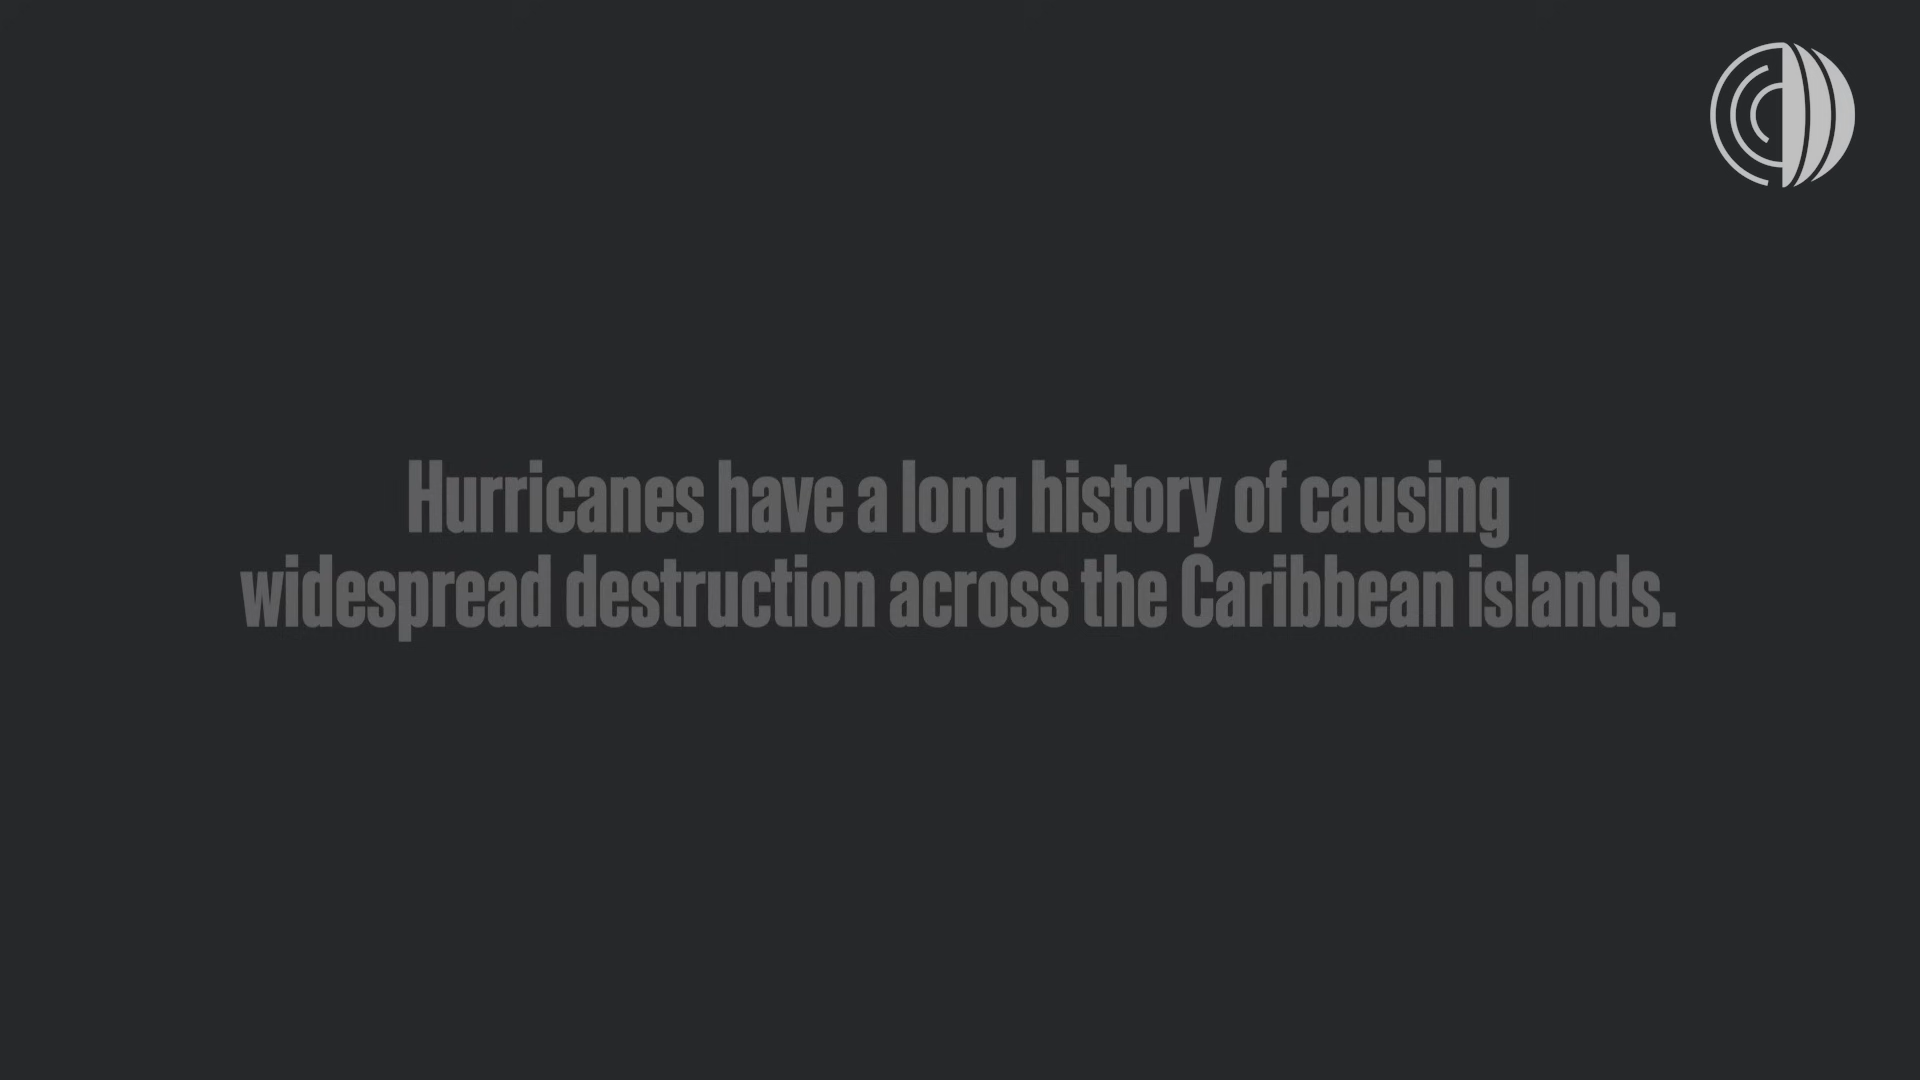 Hurricanes have a long history of causing
widespread destruction across the Caribbean islands.